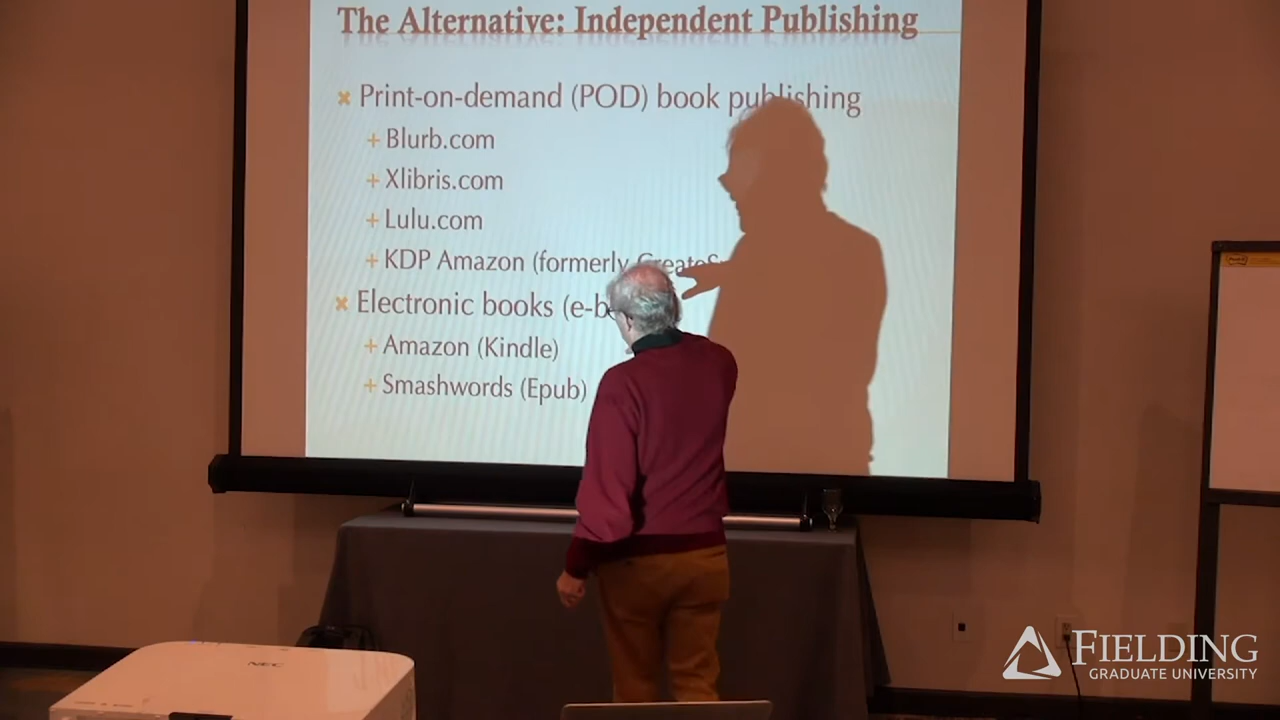 The Alternative: Independent Publishing
Print-on-demand (POD) book publishing
+ Blurb.com
+ Xlibris.com
+ Lulu.com
+ KDP Amazon (formerly
Electronic books
+ Amazon (Kindle)
+ Smashwords (Epub)
NEC
FIELDING
GRADUATE UNIVERSITY